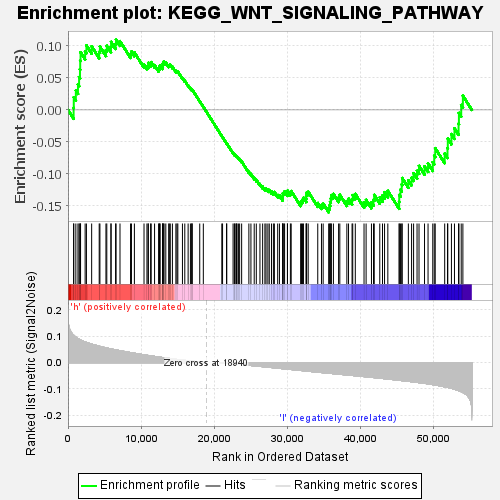 Enrichment plot: KEGG_WNT_SIGNALING_PATHWAY
Enrichment score (ES)
0.10
0.05
0.00
-0.05
-0.10
-0.15
'h' (positively correlated)
Ranked list metric (Signal2Noise)
0.2
0.1
0.0
-0.1
-0.2
Zero cross at 18940
'l' (negatively correlated)
0 10,000 20,000 30,000 40,000 50,000
Rank in Ordered Dataset
Enrichment profile Hits Ranking metric scores